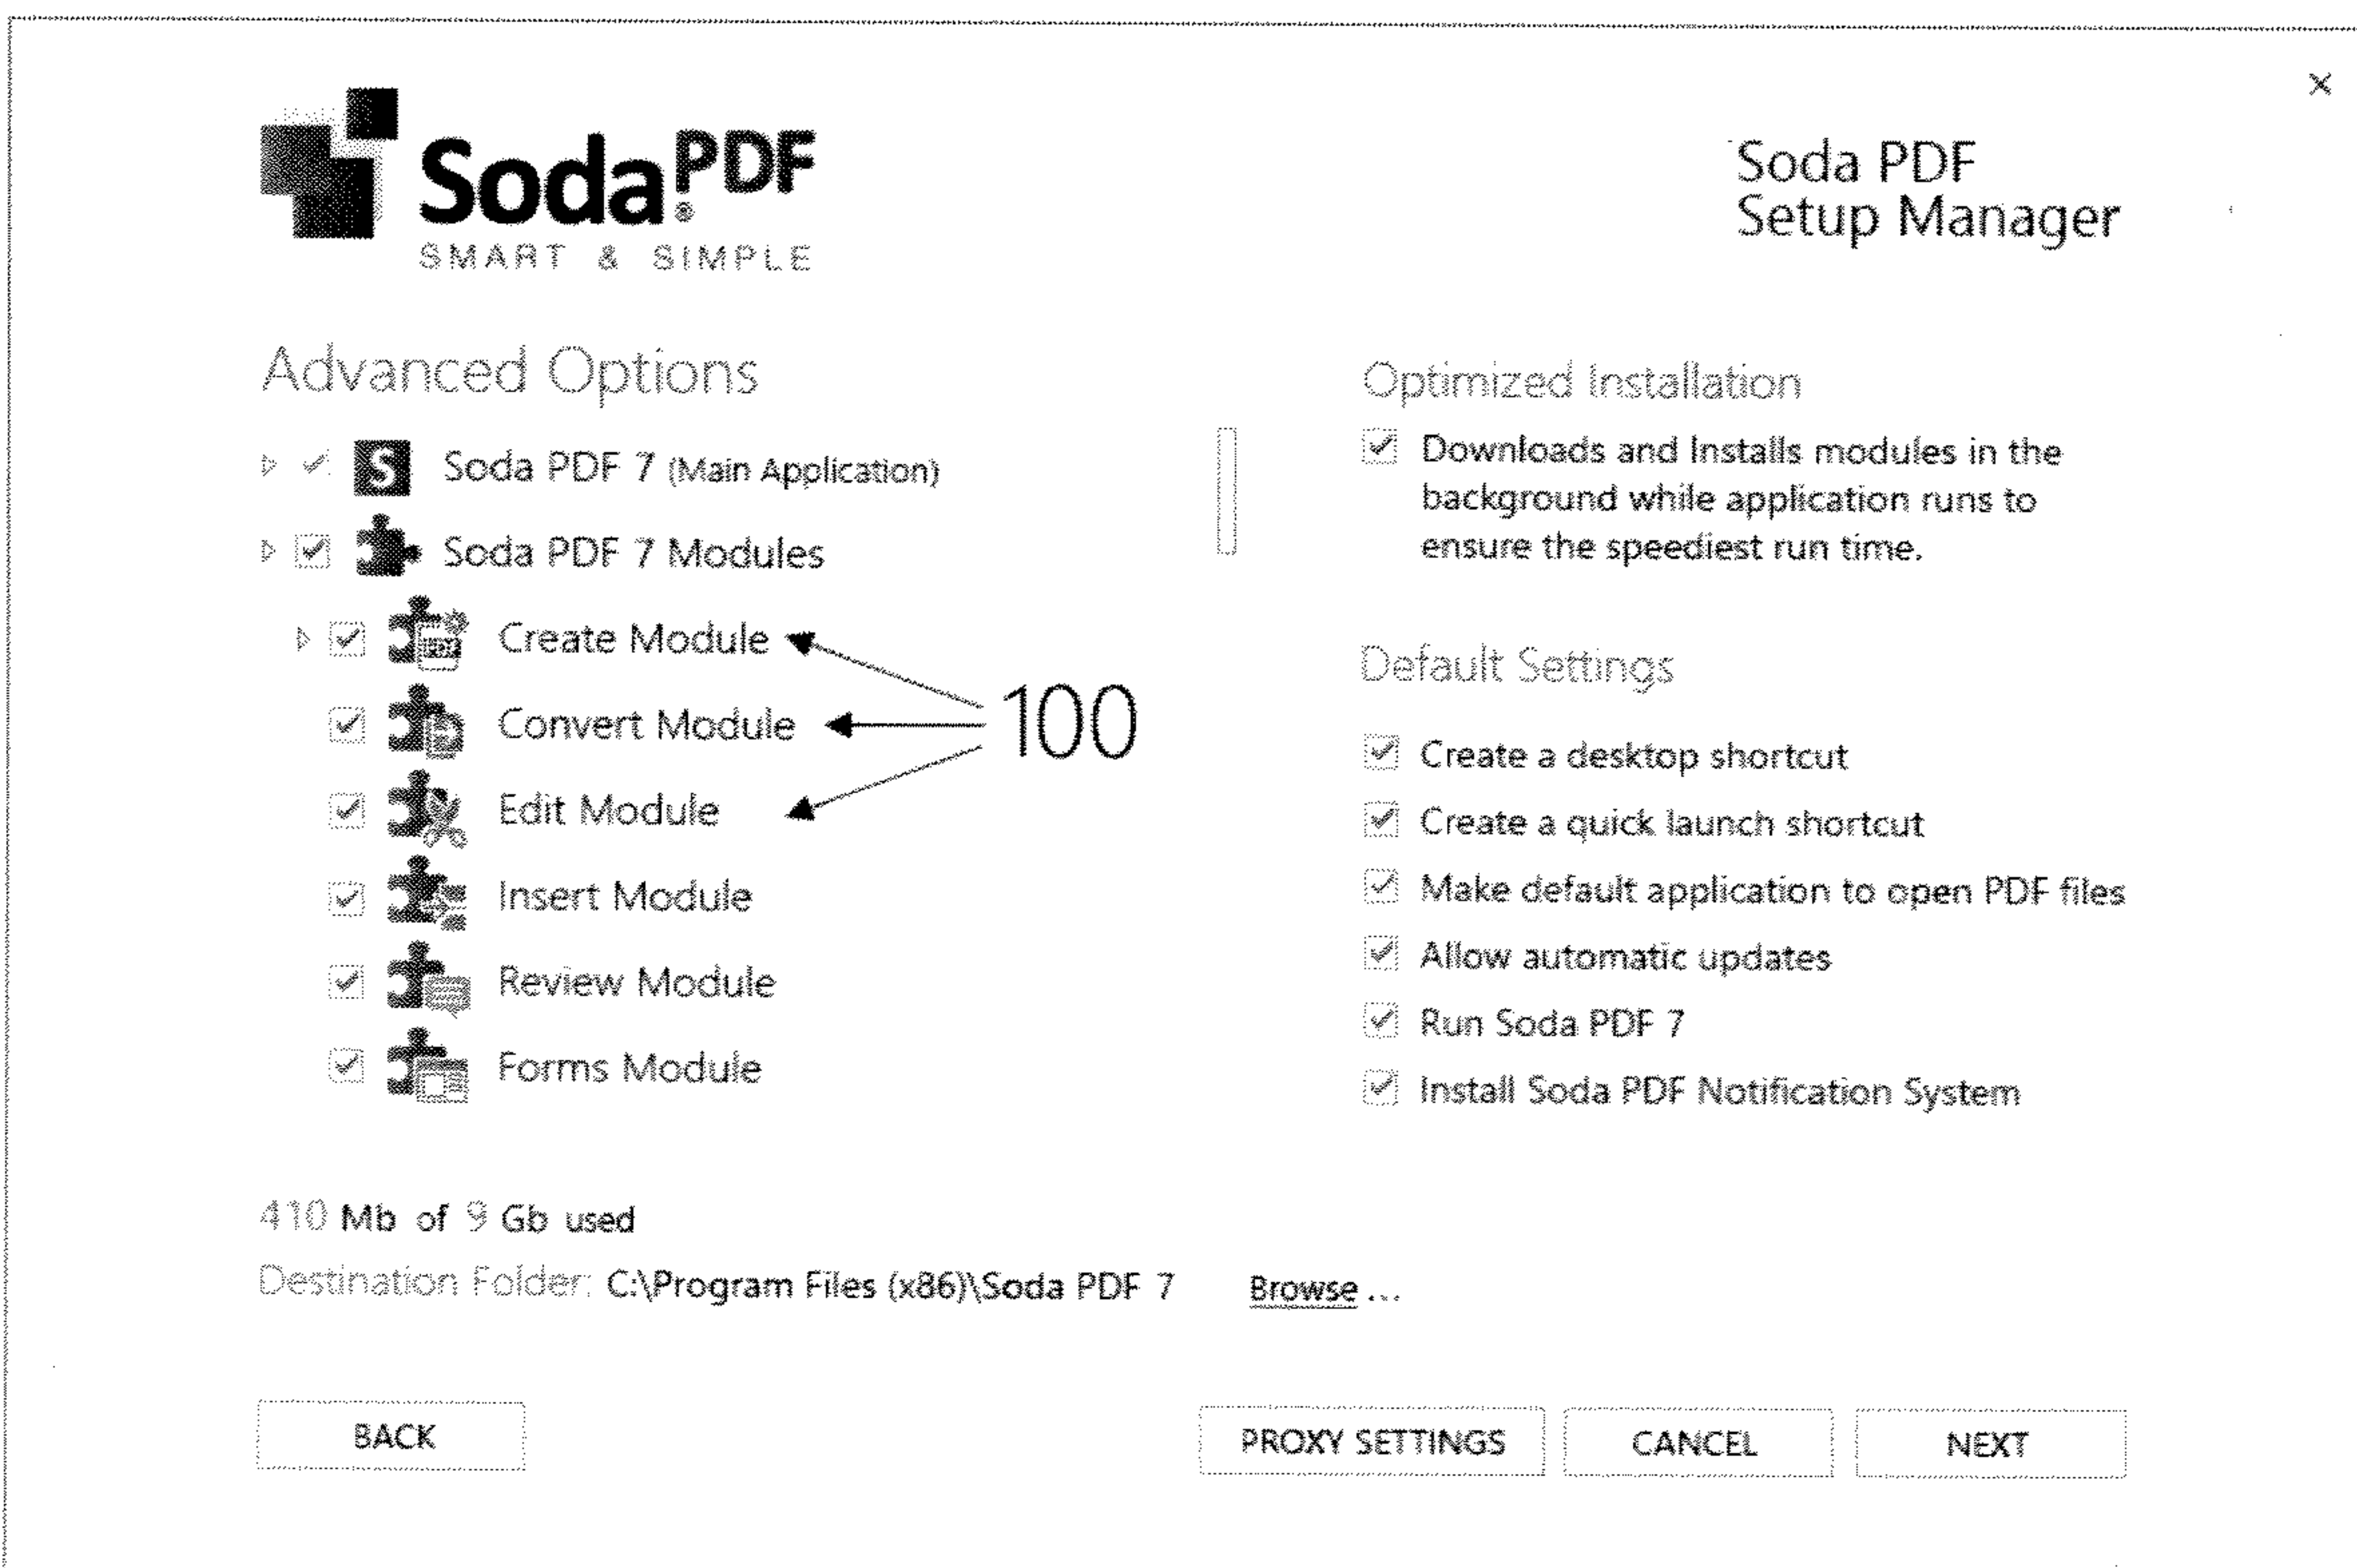 Soda PDF ®
SMART & SIMPLE
Soda PDF
Setup Manager
Advanced Options
Soda PDF 7 (Main Application)
Soda PDF 7 Modules
Create Module
Convert Module
Edit Module
Insert Module
Review Module
Forms Module
100
Optimized Installation
Downloads and Installs modules in the
background while application runs to
ensure the speediest run time.
Default Settings
Create a desktop shortcut
Create a quick launch shortcut
Make default application to open PDF files
Allow automatic updates
Run Soda PDF 7
Install Soda PDF Notification System
410 Mb of 9 Gb used
Destination Folder: C:\Program Files (x86)\Soda PDF 7 Browse ...
BACK
PROXY SETTINGS
CANCEL
NEXT